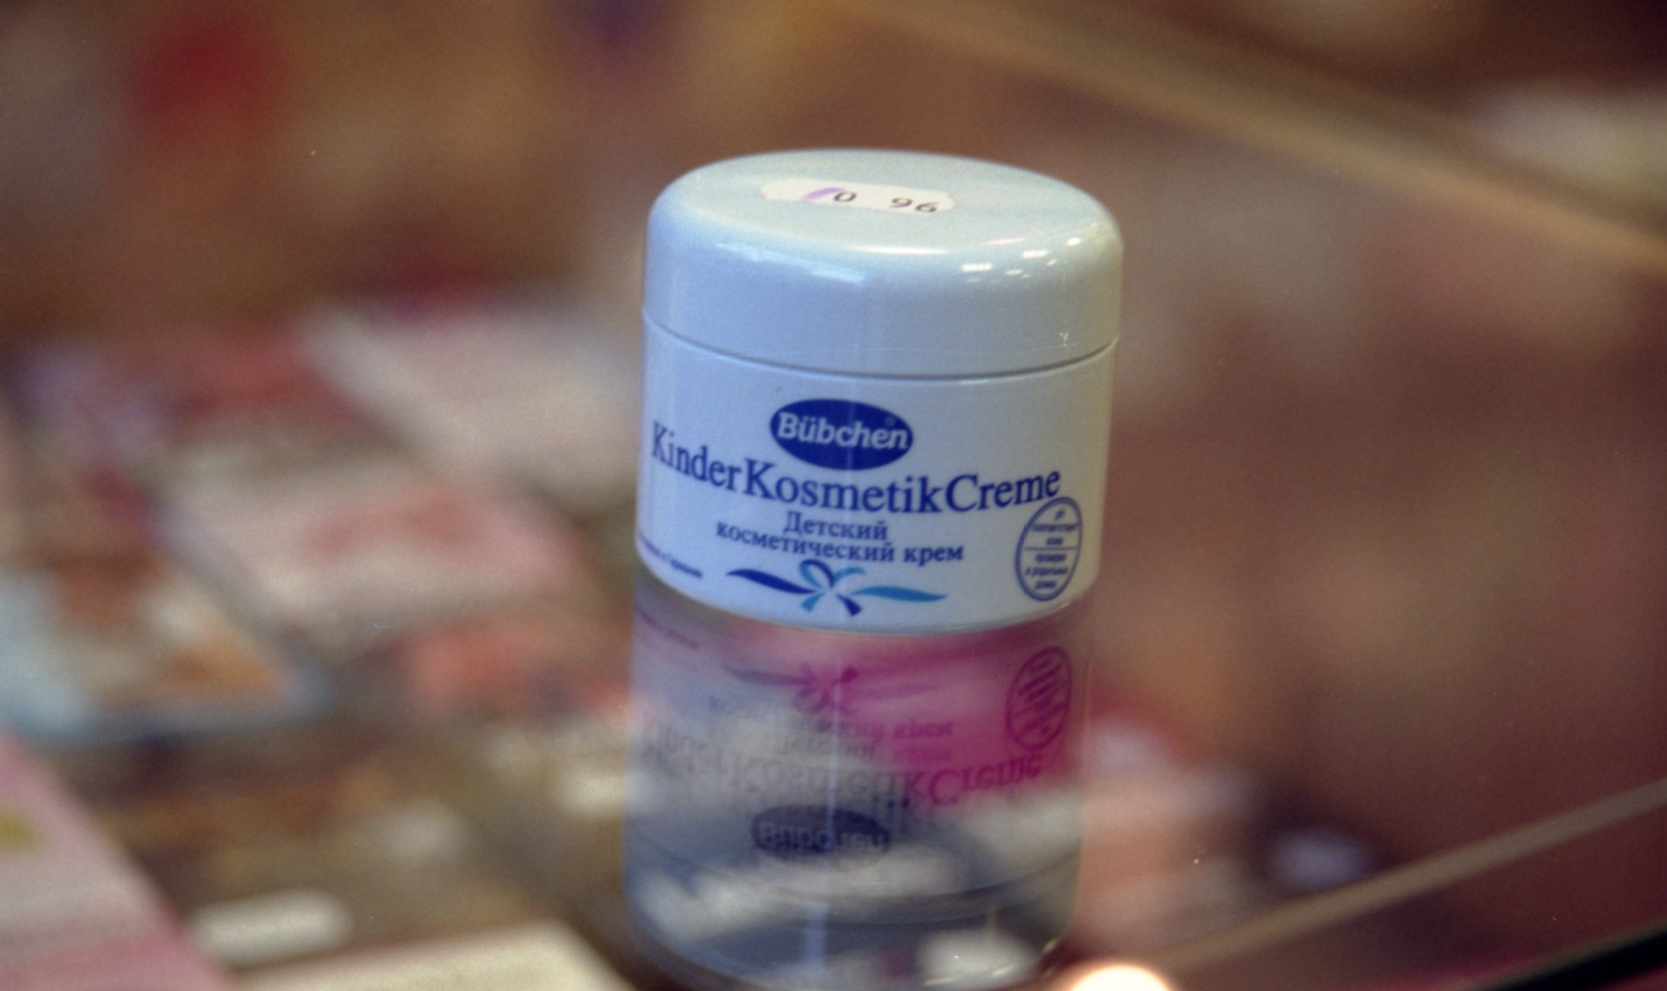 0 96
Bübchen
KinderKosmetikCreme
Детский
косметический крем